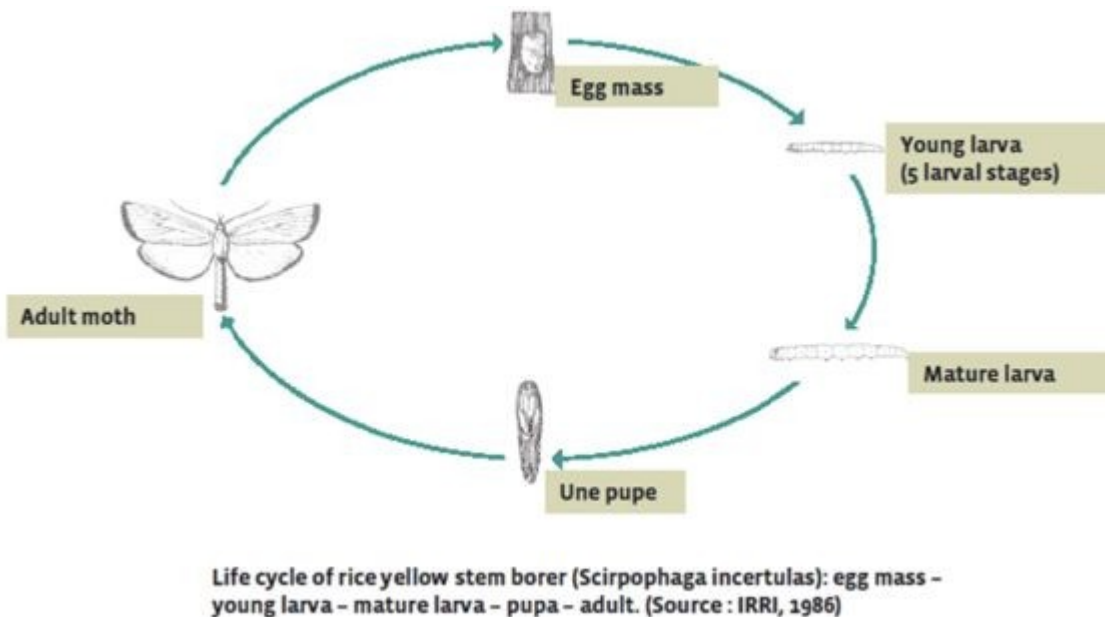 Egg mass
Young larva
(5 larval stages)
Adult moth
Mature larva
Une pupe
Life cycle of rice yellow stem borer (Scirpophaga incertulas): egg mass –
young larva – mature larva – pupa – adult. (Source : IRRI, 1986)